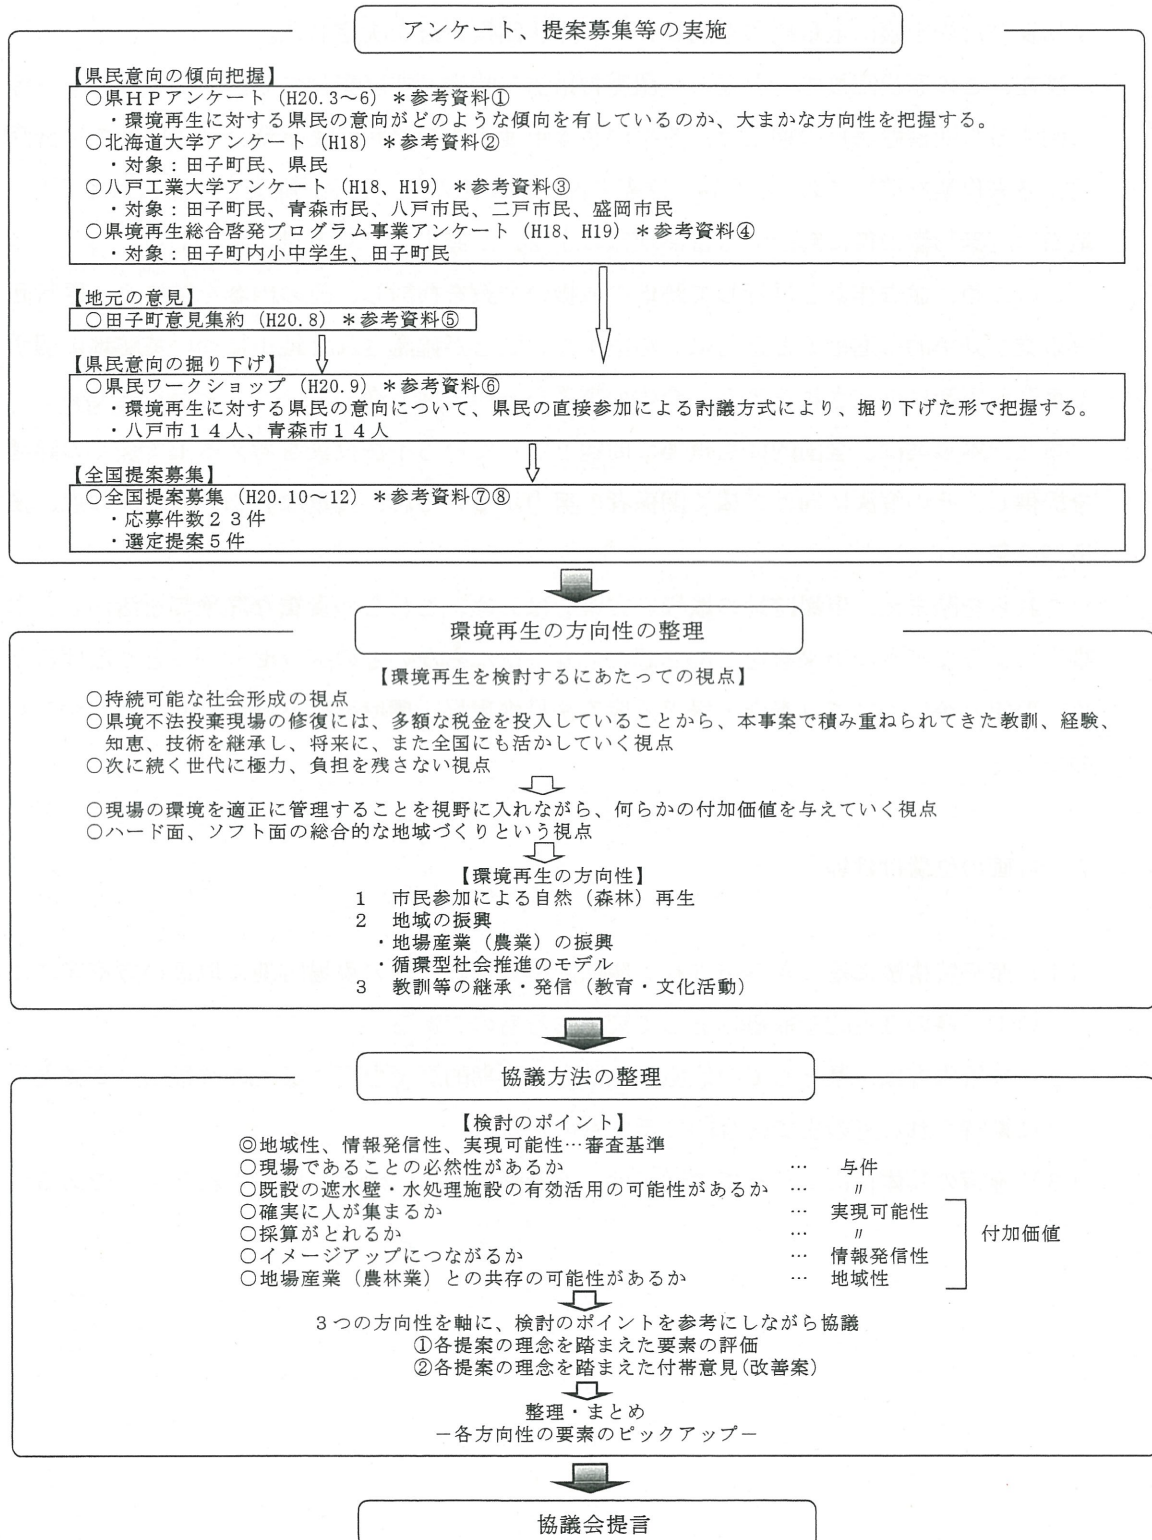 アンケート、提案募集等の実施
【県民意向の傾向把握】
○県ＨＰアンケート（H20.3～6）＊参考資料①
・環境再生に対する県民の意向がどのような傾向を有しているのか、大まかな方向性を把握する。
○北海道大学アンケート（H18）＊参考資料②
・対象：田子町民、県民
○八戸工業大学アンケート（H18、H19）＊参考資料③
・対象：田子町民、青森市民、八戸市民、二戸市民、盛岡市民
○県境再生総合啓発プログラム事業アンケート（H18、H19）＊参考資料④
・対象：田子町内小中学生、田子町民
【地元の意見】
○田子町意見集約（H20.8）＊参考資料⑤
【県民意向の掘り下げ】
○県民ワークショップ（H20.9）＊参考資料⑥
・環境再生に対する県民の意向について、県民の直接参加による討議方式により、掘り下げた形で把握する。
・八戸市１４人、青森市１４人
【全国提案募集】
○全国提案募集（H20.10～12）＊参考資料⑦⑧
・応募件数２３件
・選定提案５件
環境再生の方向性の整理
【環境再生を検討するにあたっての視点】
○持続可能な社会形成の視点
○県境不法投棄現場の修復には、多額な税金を投入していることから、本事案で積み重ねられてきた教訓、経験、
知恵、技術を継承し、将来に、また全国にも活かしていく視点
○次に続く世代に極力、負担を残さない視点
○現場の環境を適正に管理することを視野に入れながら、何らかの付加価値を与えていく視点
○ハード面、ソフト面の総合的な地域づくりという視点
【環境再生の方向性】
1　市民参加による自然（森林）再生
2　地域の振興
・地場産業（農業）の振興
・循環型社会推進のモデル
3　教訓等の継承・発信（教育・文化活動）
協議方法の整理
【検討のポイント】
◎地域性、情報発信性、実現可能性…審査基準
○現場であることの必然性があるか　…　与件
○既設の遮水壁・水処理施設の有効活用の可能性があるか　…　〃
○確実に人が集まるか　…　実現可能性
○採算がとれるか　…　〃　付加価値
○イメージアップにつながるか　…　情報発信性
○地場産業（農林業）との共存の可能性があるか　…　地域性
３つの方向性を軸に、検討のポイントを参考にしながら協議
①各提案の理念を踏まえた要素の評価
②各提案の理念を踏まえた付帯意見(改善案)
整理・まとめ
－各方向性の要素のピックアップ－
協議会提言